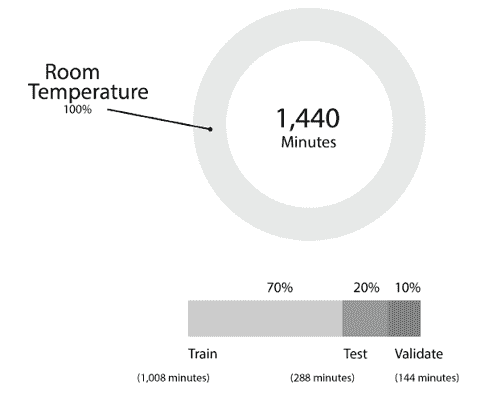 Room
Temperature
100%
1,440
Minutes
70% 20% 10%
Train Test Validate
(1,008 minutes) (288 minutes) (144 minutes)